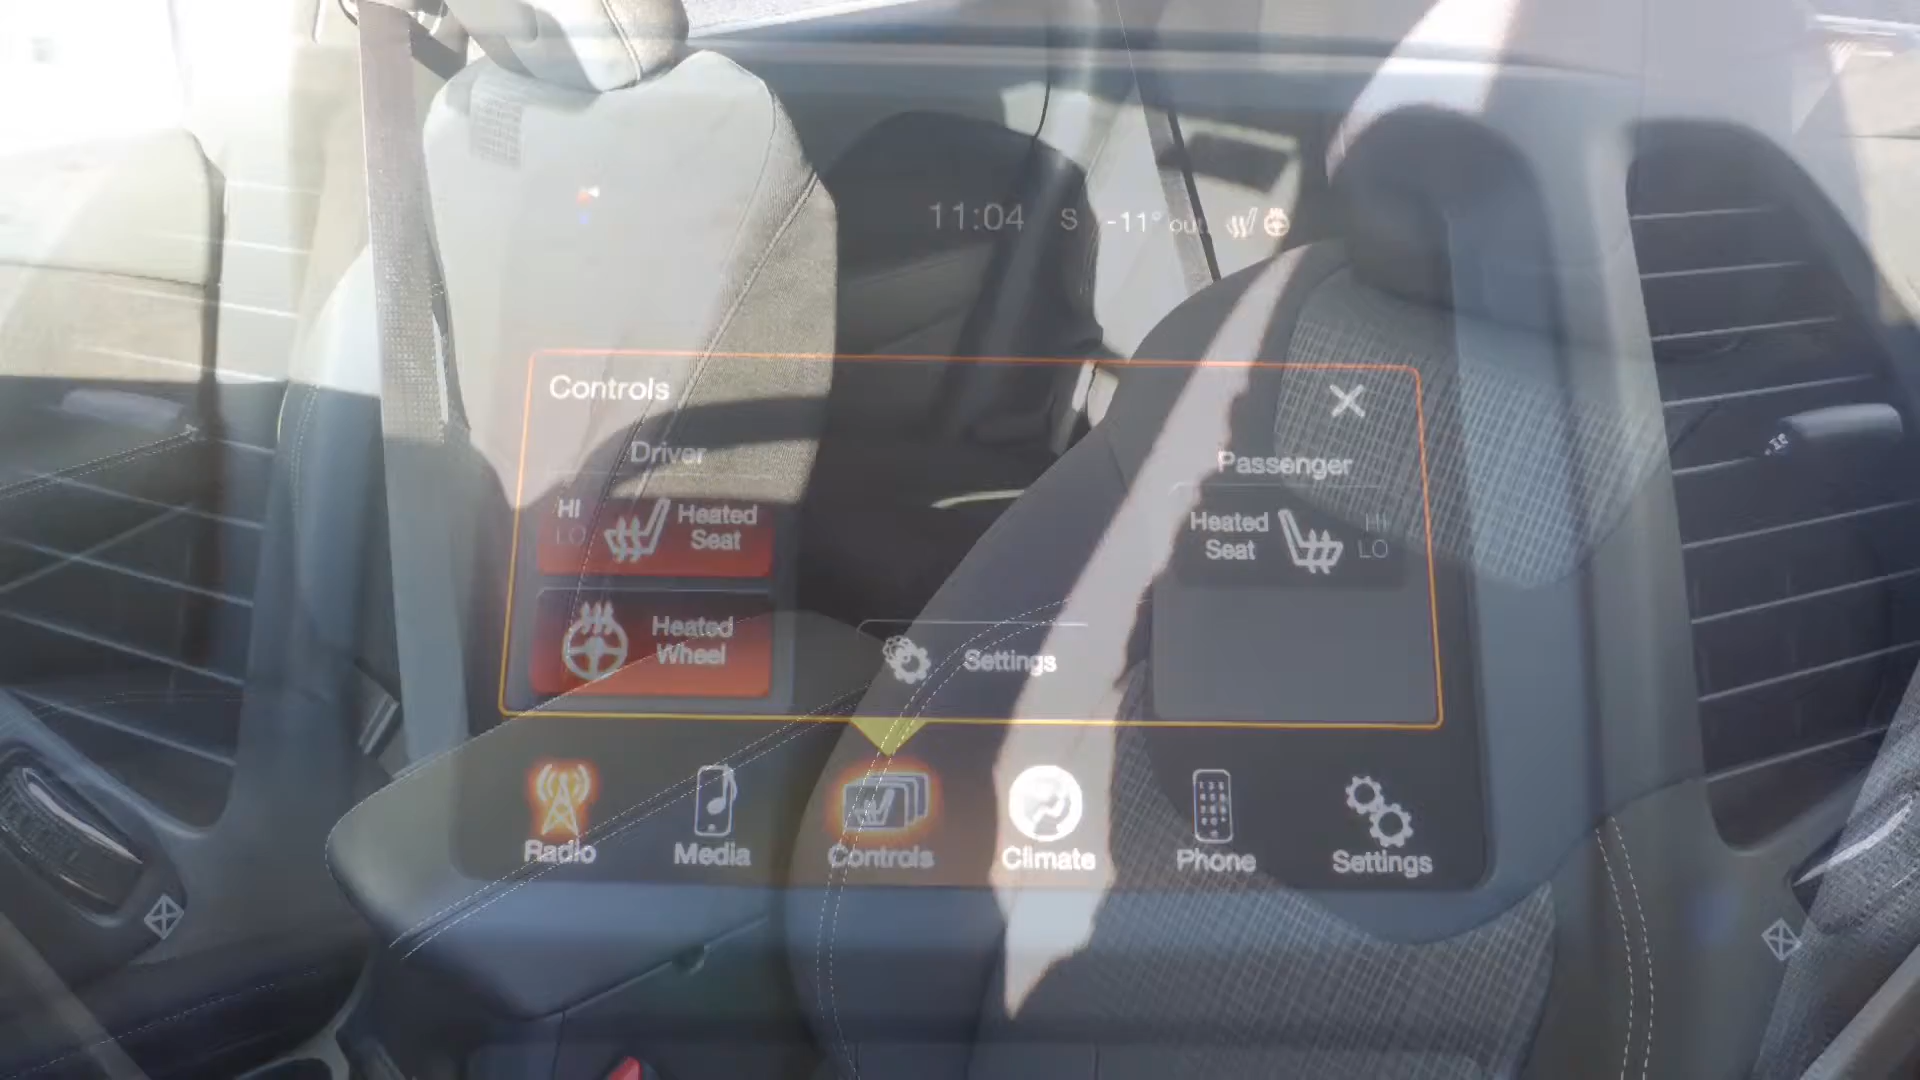 11:04 S -11° out
Controls
Driver
Passenger
HI
LO
Heated
Seat
Heated
Seat
HI
LO
Heated
Wheel
Settings
Radio
Media
Controls
Climate
Phone
Settings